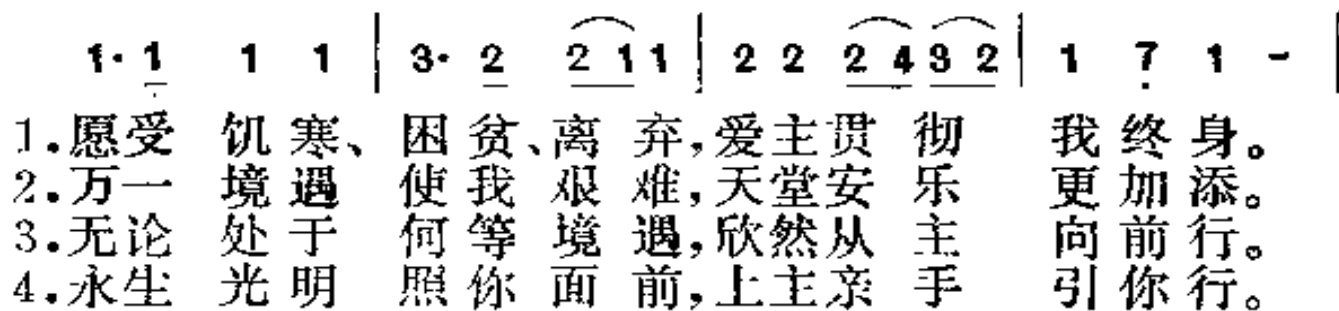 1· 1 1 1 | 3· 2 2 1 1 | 2 2 2 4 3 2 | 1 7 1 - |
1.愿受 饥寒、困贫、离弃,爱主贯彻 我终身。
2.万一 境遇 使我艰难,天堂安乐 更加添。
3.无论 处于 何等境遇,欣然从主 向前行。
4.永生 光明 照你面前,上主亲手 引你行。